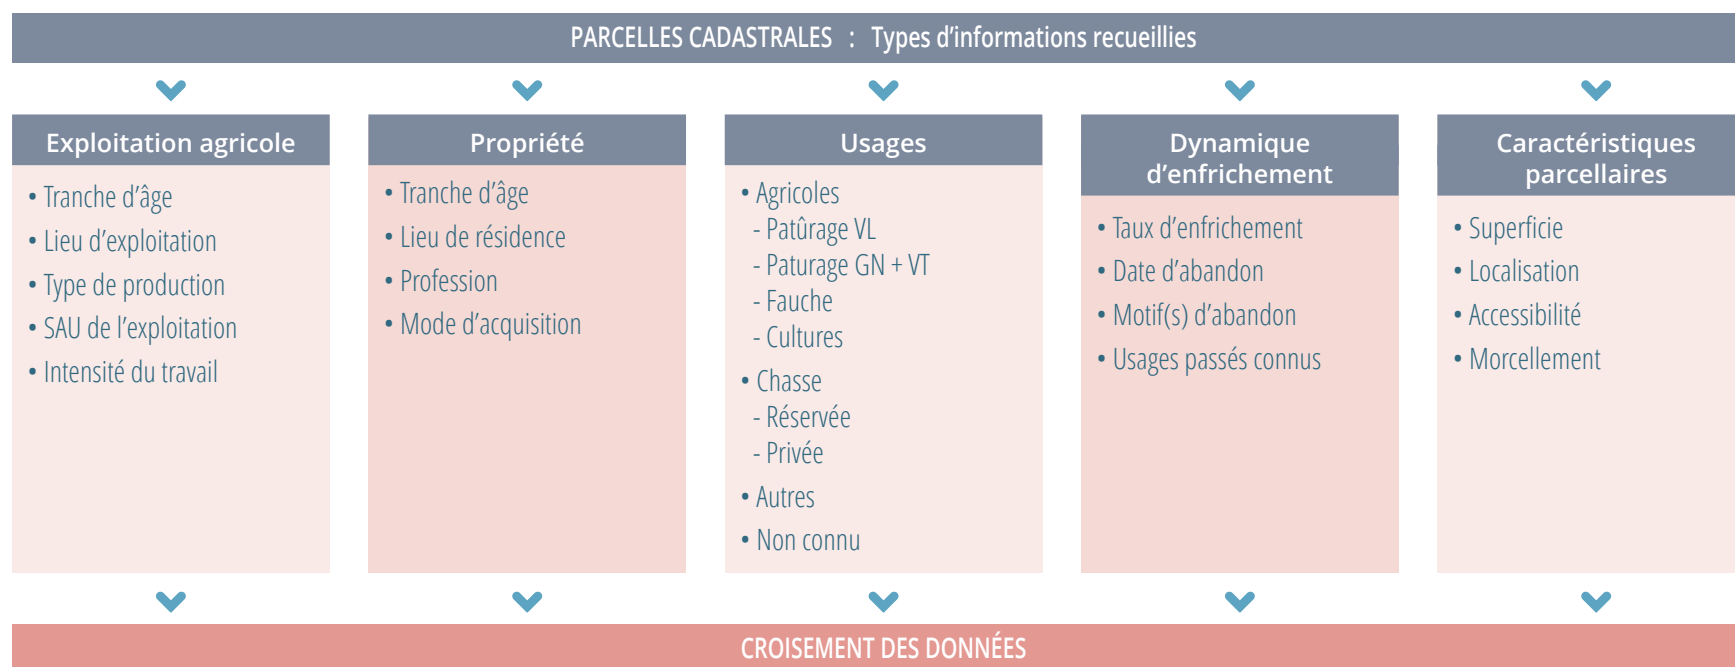 PARCELLES CADASTRALES : Types d’informations recueillies
Exploitation agricole
• Tranche d’âge
• Lieu d’exploitation
• Type de production
• SAU de l’exploitation
• Intensité du travail
Propriété
• Tranche d’âge
• Lieu de résidence
• Profession
• Mode d’acquisition
Usages
• Agricoles
- Patûrage VL
- Paturage GN + VT
- Fauche
- Cultures
• Chasse
- Réservée
- Privée
• Autres
• Non connu
Dynamique
d’enfrichement
• Taux d’enfrichement
• Date d’abandon
• Motif(s) d’abandon
• Usages passés connus
Caractéristiques
parcellaires
• Superficie
• Localisation
• Accessibilité
• Morcellement
CROISEMENT DES DONNÉES